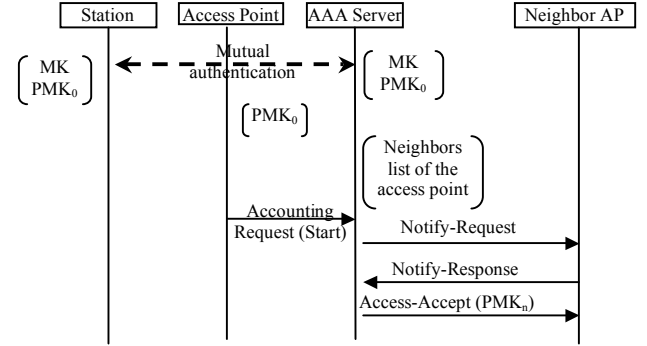 Station
Access Point
AAA Server
Neighbor AP
Mutual
authentication
MK
PMK₀
MK
PMK₀
PMK₀
Neighbors
list of the
access point
Accounting
Request (Start)
Notify-Request
Notify-Response
Access-Accept (PMKₙ)